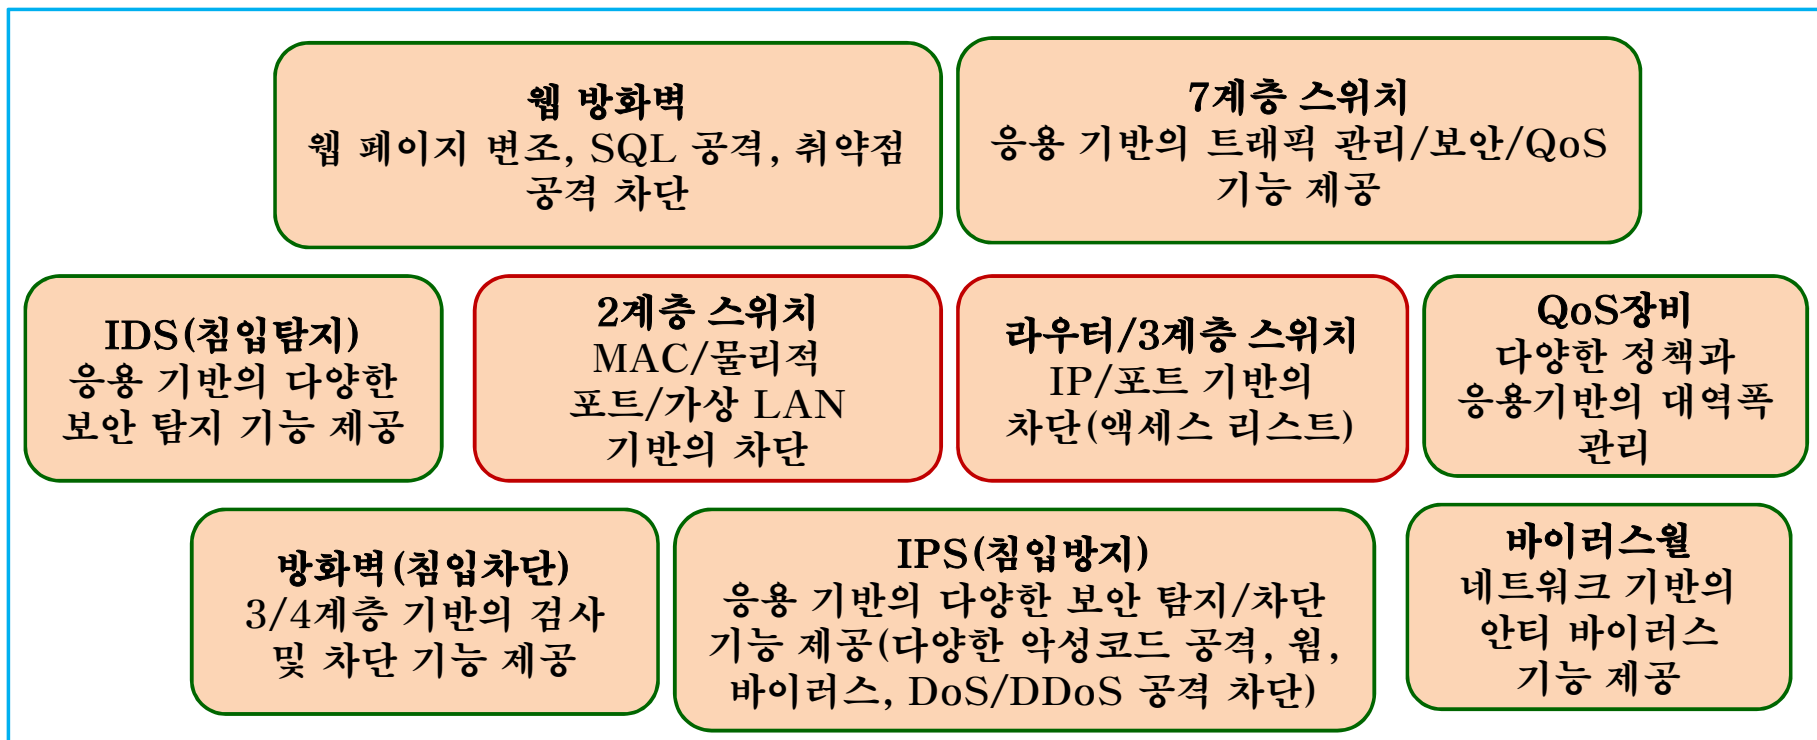 웹 방화벽
웹 페이지 변조, SQL 공격, 취약점
공격 차단
7계층 스위치
응용 기반의 트래픽 관리/보안/QoS
기능 제공
IDS(침입탐지)
응용 기반의 다양한
보안 탐지 기능 제공
2계층 스위치
MAC/물리적
포트/가상 LAN
기반의 차단
라우터/3계층 스위치
IP/포트 기반의
차단(액세스 리스트)
QoS장비
다양한 정책과
응용기반의 대역폭
관리
방화벽(침입차단)
3/4계층 기반의 검사
및 차단 기능 제공
IPS(침입방지)
응용 기반의 다양한 보안 탐지/차단
기능 제공(다양한 악성코드 공격, 웜,
바이러스, DoS/DDoS 공격 차단)
바이러스월
네트워크 기반의
안티 바이러스
기능 제공